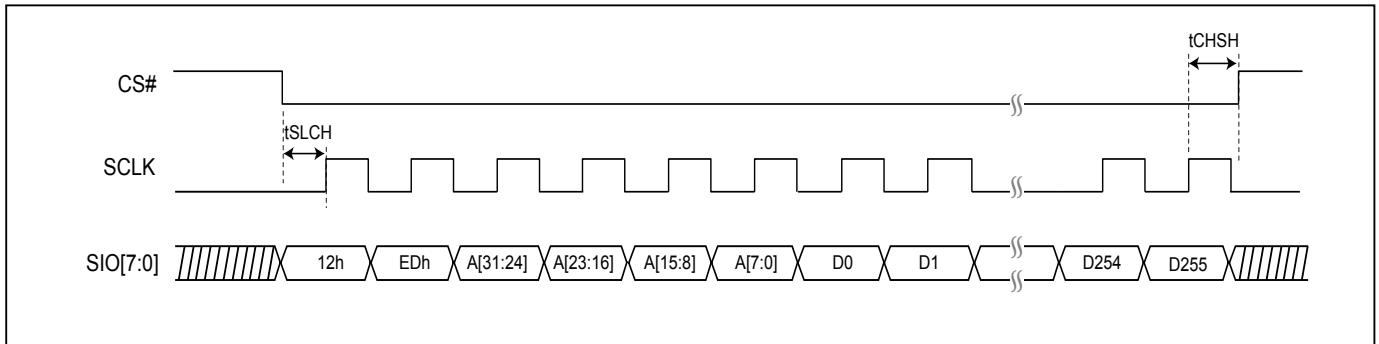 tCHSH
CS#
tSLCH
SCLK
SIO[7:0] 12h EDh A[31:24] A[23:16] A[15:8] A[7:0] D0 D1 D254 D255